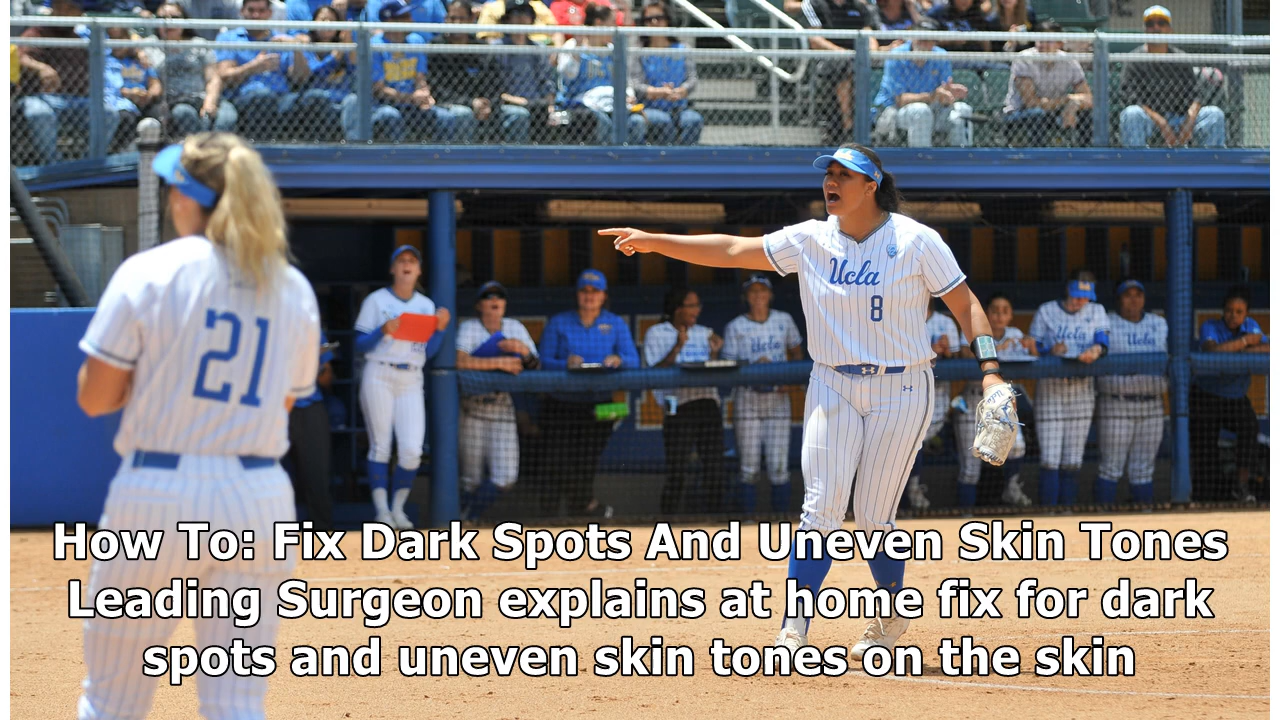 Ucla
8
21
Ucla
Ucla
Ucla
How To: Fix Dark Spots And Uneven Skin Tones
Leading Surgeon explains at home fix for dark
spots and uneven skin tones on the skin